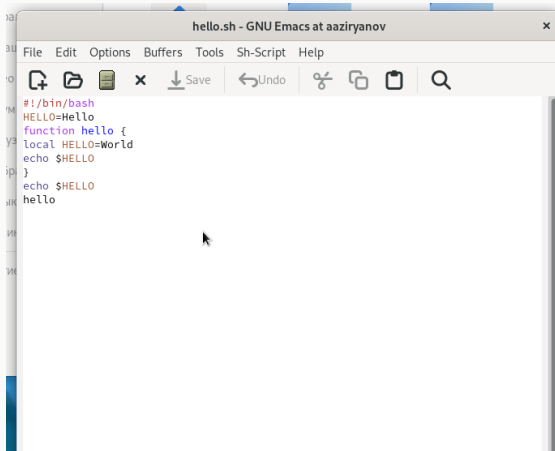 hello.sh - GNU Emacs at aaziryanov
File Edit Options Buffers Tools Sh-Script Help
Save Undo
#!/bin/bash
HELLO=Hello
function hello {
local HELLO=World
echo $HELLO
}
echo $HELLO
hello